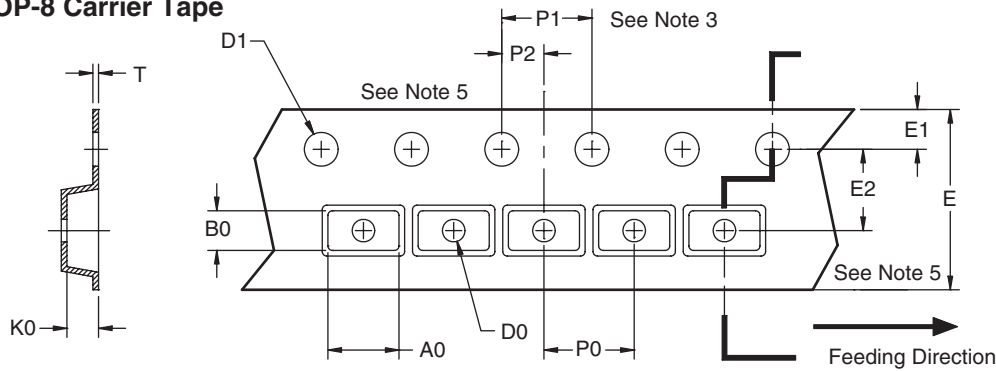 OP-8 Carrier Tape
P1
See Note 3
D1
P2
T
See Note 5
E1
E2
E
B0
See Note 5
K0
A0
D0
P0
Feeding Direction